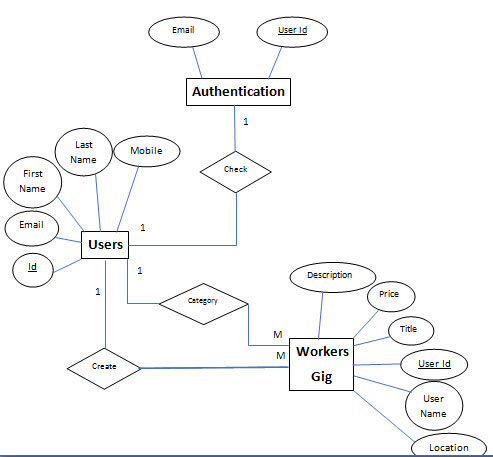 Email
User Id
Authentication
1
Check
Last
Name
Mobile
First
Name
Email
Id
Users
1
1
1
Category
Create
M
M
Description
Price
Title
Workers
Gig
User Id
User
Name
Location